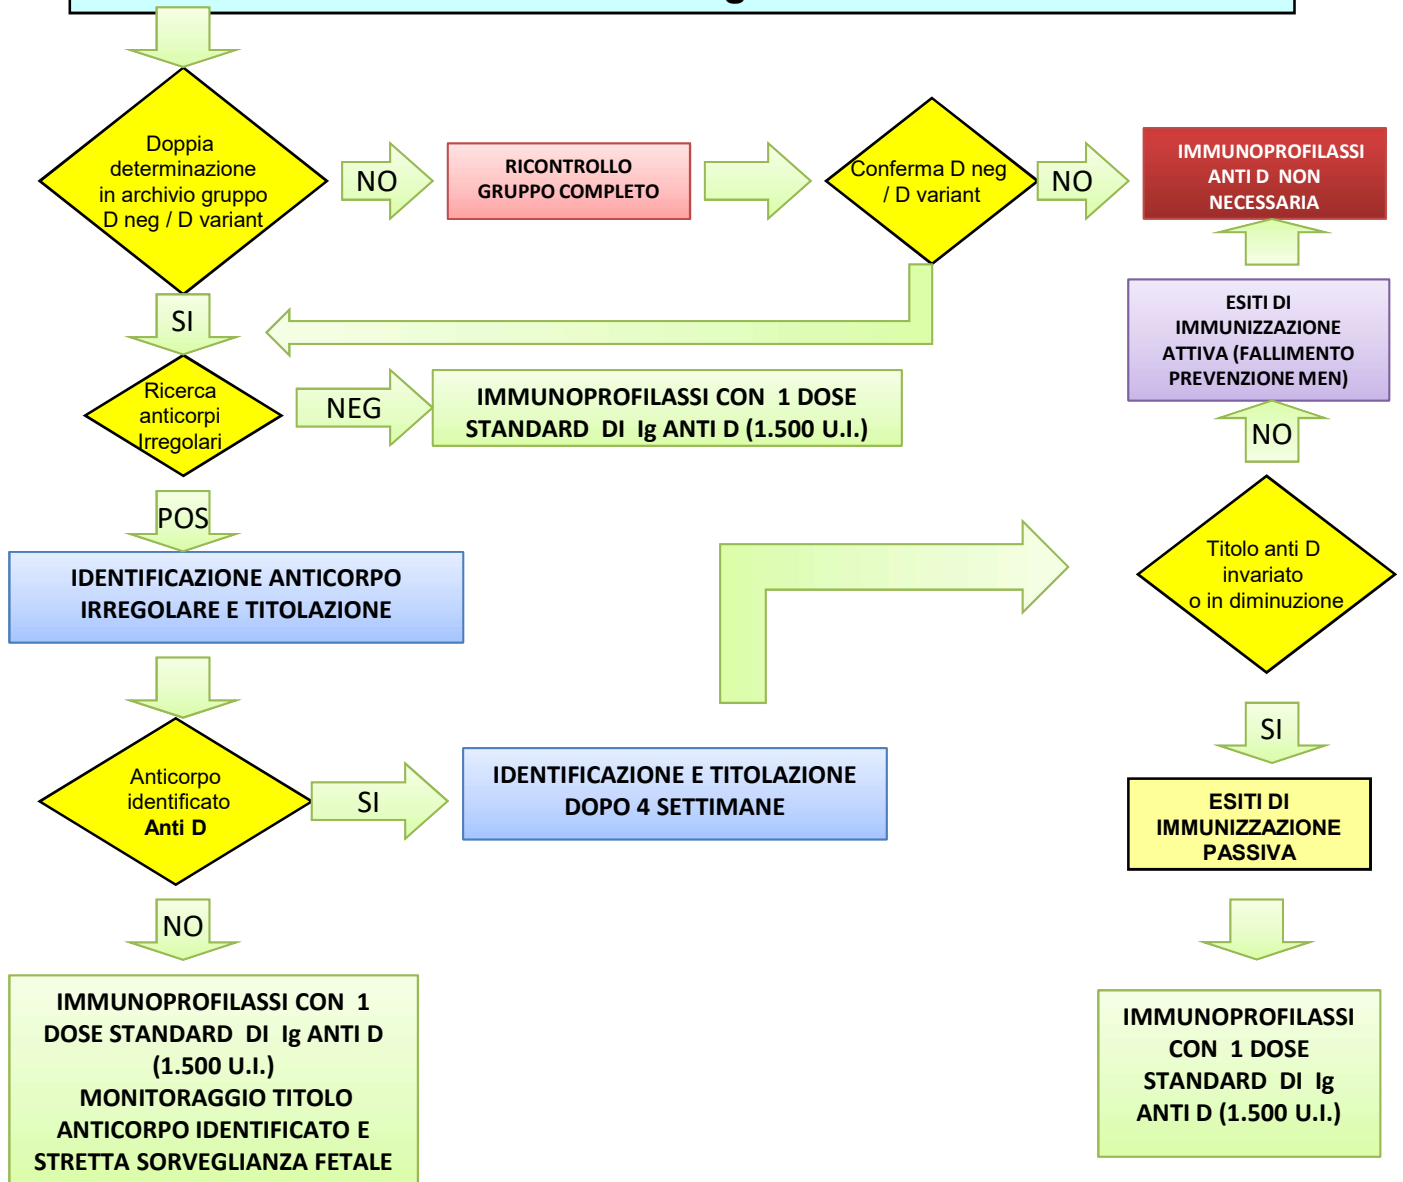 Doppia
determinazione
in archivio gruppo
D neg / D variant
NO
RICONTROLLO
GRUPPO COMPLETO
Conferma D neg
/ D variant
NO
IMMUNOPROFILASSI
ANTI D NON
NECESSARIA
SI
ESITI DI
IMMUNIZZAZIONE
ATTIVA (FALLIMENTO
PREVENZIONE MEN)
Ricerca
anticorpi
Irregolari
NEG
IMMUNOPROFILASSI CON 1 DOSE
STANDARD DI Ig ANTI D (1.500 U.I.)
NO
POS
IDENTIFICAZIONE ANTICORPO
IRREGOLARE E TITOLAZIONE
Titolo anti D
invariato
o in diminuzione
Anticorpo
identificato
Anti D
SI
IDENTIFICAZIONE E TITOLAZIONE
DOPO 4 SETTIMANE
SI
ESITI DI
IMMUNIZZAZIONE
PASSIVA
NO
IMMUNOPROFILASSI CON 1
DOSE STANDARD DI Ig ANTI D
(1.500 U.I.)
MONITORAGGIO TITOLO
ANTICORPO IDENTIFICATO E
STRETTA SORVEGLIANZA FETALE
IMMUNOPROFILASSI
CON 1 DOSE
STANDARD DI Ig
ANTI D (1.500 U.I.)